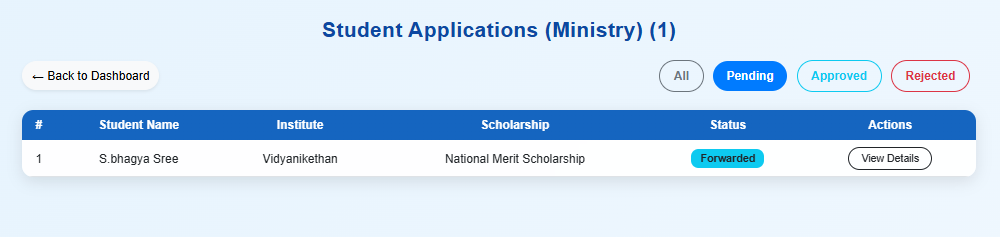 Student Applications (Ministry) (1)
← Back to Dashboard All Pending Approved Rejected
# Student Name Institute Scholarship Status Actions
1 S.bhagya Sree Vidyanikethan National Merit Scholarship Forwarded View Details